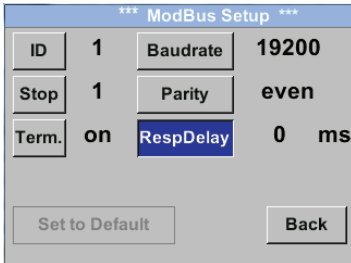 *** ModBus Setup ***
ID 1 Baudrate 19200
Stop 1 Parity even
Term. on RespDelay 0 ms
Set to Default Back